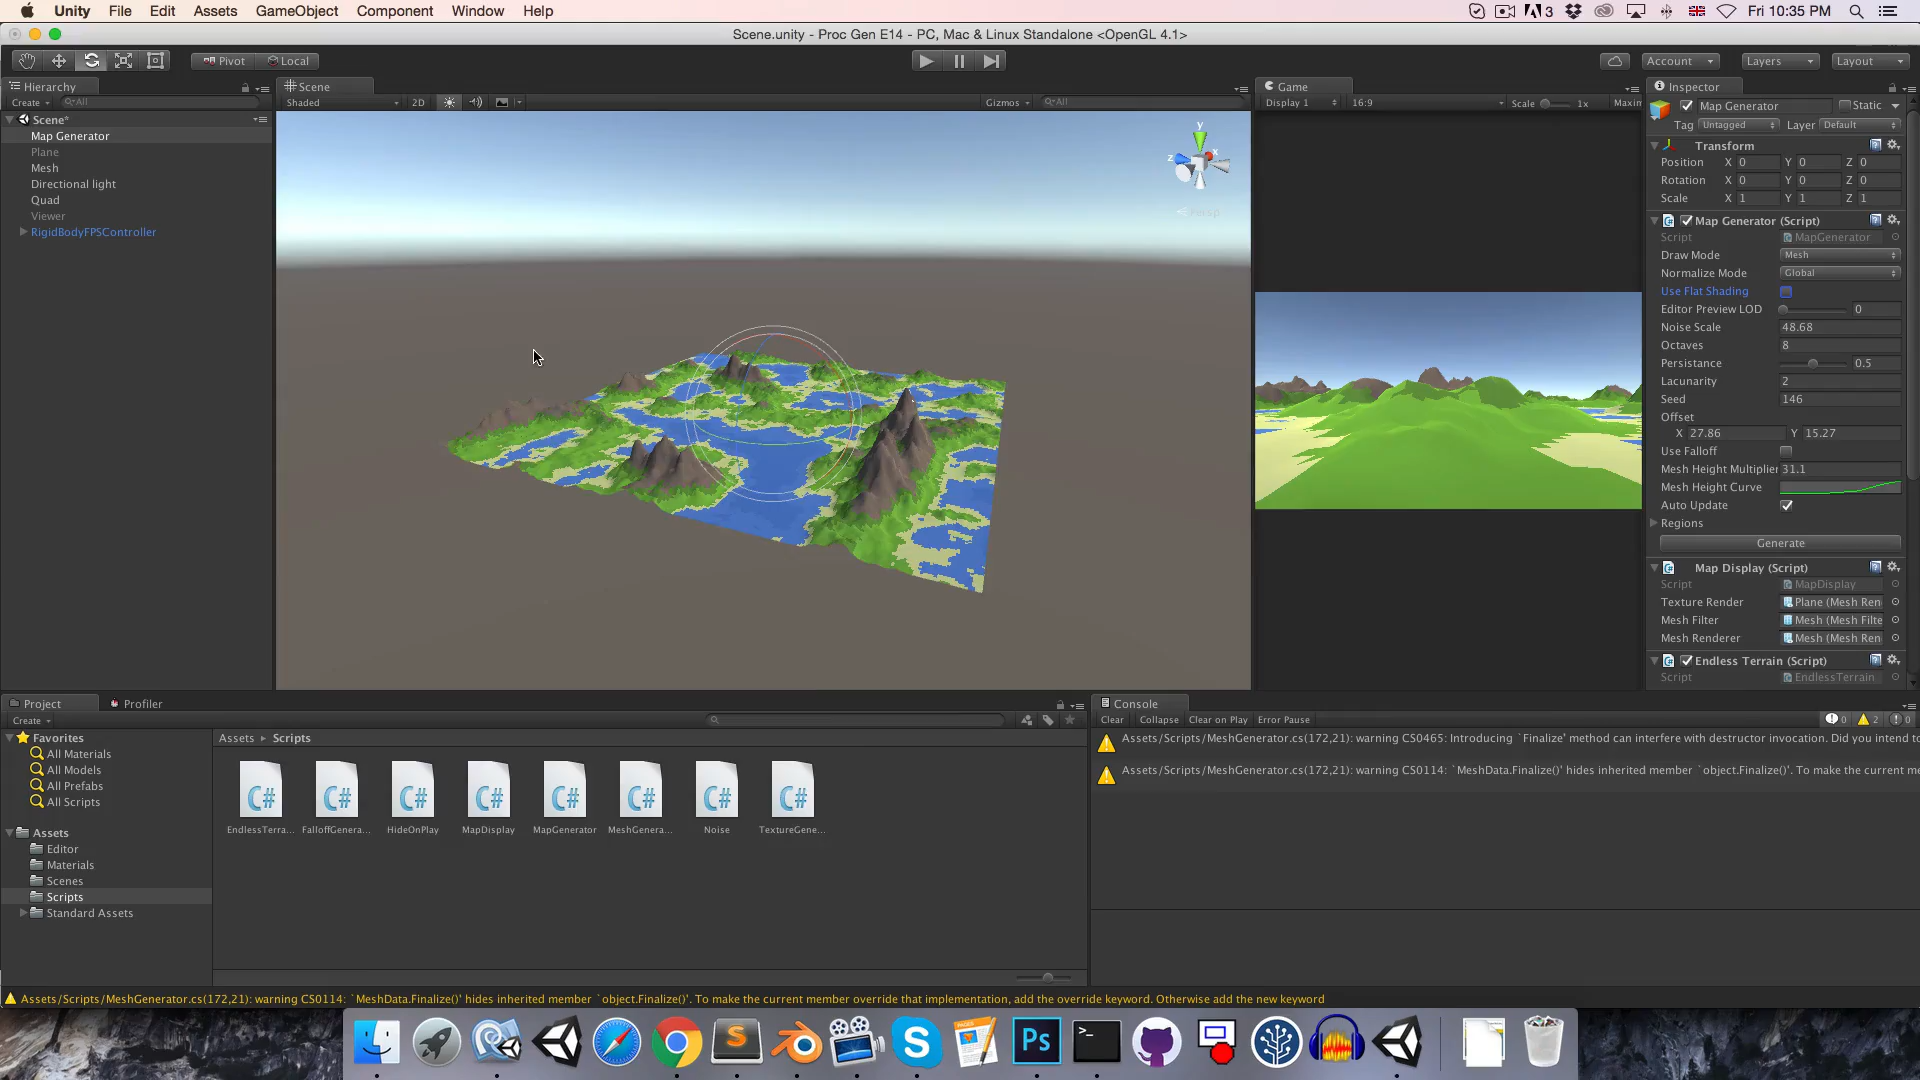 Unity File Edit Assets GameObject Component Window Help
3 Fri 10:35 PM
Scene.unity - Proc Gen E14 - PC, Mac & Linux Standalone <OpenGL 4.1>
Pivot Local Account Layers Layout
Hierarchy
Create All
Scene*
Map Generator
Plane
Mesh
Directional light
Quad
Viewer
RigidBodyFPSController
Scene
Shaded 2D Gizmos All
y
x
z
Persp
Game
Display 1 16:9 Scale 1x Maxim
Inspector
Map Generator Static
Tag Untagged Layer Default
Transform
Position X 0 Y 0 Z 0
Rotation X 0 Y 0 Z 0
Scale X 1 Y 1 Z 1
Map Generator (Script)
Script MapGenerator
Draw Mode Mesh
Normalize Mode Global
Use Flat Shading
Editor Preview LOD 0
Noise Scale 48.68
Octaves 8
Persistance 0.5
Lacunarity 2
Seed 146
Offset
X 27.86 Y 15.27
Use Falloff
Mesh Height Multiplier 31.1
Mesh Height Curve
Auto Update
Regions
Generate
Map Display (Script)
Script MapDisplay
Texture Render Plane (Mesh Ren
Mesh Filter Mesh (Mesh Filte
Mesh Renderer Mesh (Mesh Ren
Endless Terrain (Script)
Script EndlessTerrain
Project Profiler
Create
Favorites
All Materials
All Models
All Prefabs
All Scripts
Assets
Editor
Materials
Scenes
Scripts
Standard Assets
Assets Scripts
C# C# C# C# C# C# C# C#
EndlessTerra... FalloffGenera... HideOnPlay MapDisplay MapGenerator MeshGenera... Noise TextureGene...
Console
Clear Collapse Clear on Play Error Pause 0 2 0
Assets/Scripts/MeshGenerator.cs(172,21): warning CS0465: Introducing `Finalize' method can interfere with destructor invocation. Did you intend to
Assets/Scripts/MeshGenerator.cs(172,21): warning CS0114: `MeshData.Finalize()' hides inherited member `object.Finalize()'. To make the current me
Assets/Scripts/MeshGenerator.cs(172,21): warning CS0114: `MeshData.Finalize()' hides inherited member `object.Finalize()'. To make the current member override that implementation, add the override keyword. Otherwise add the new keyword
PAGES
Ps
>_